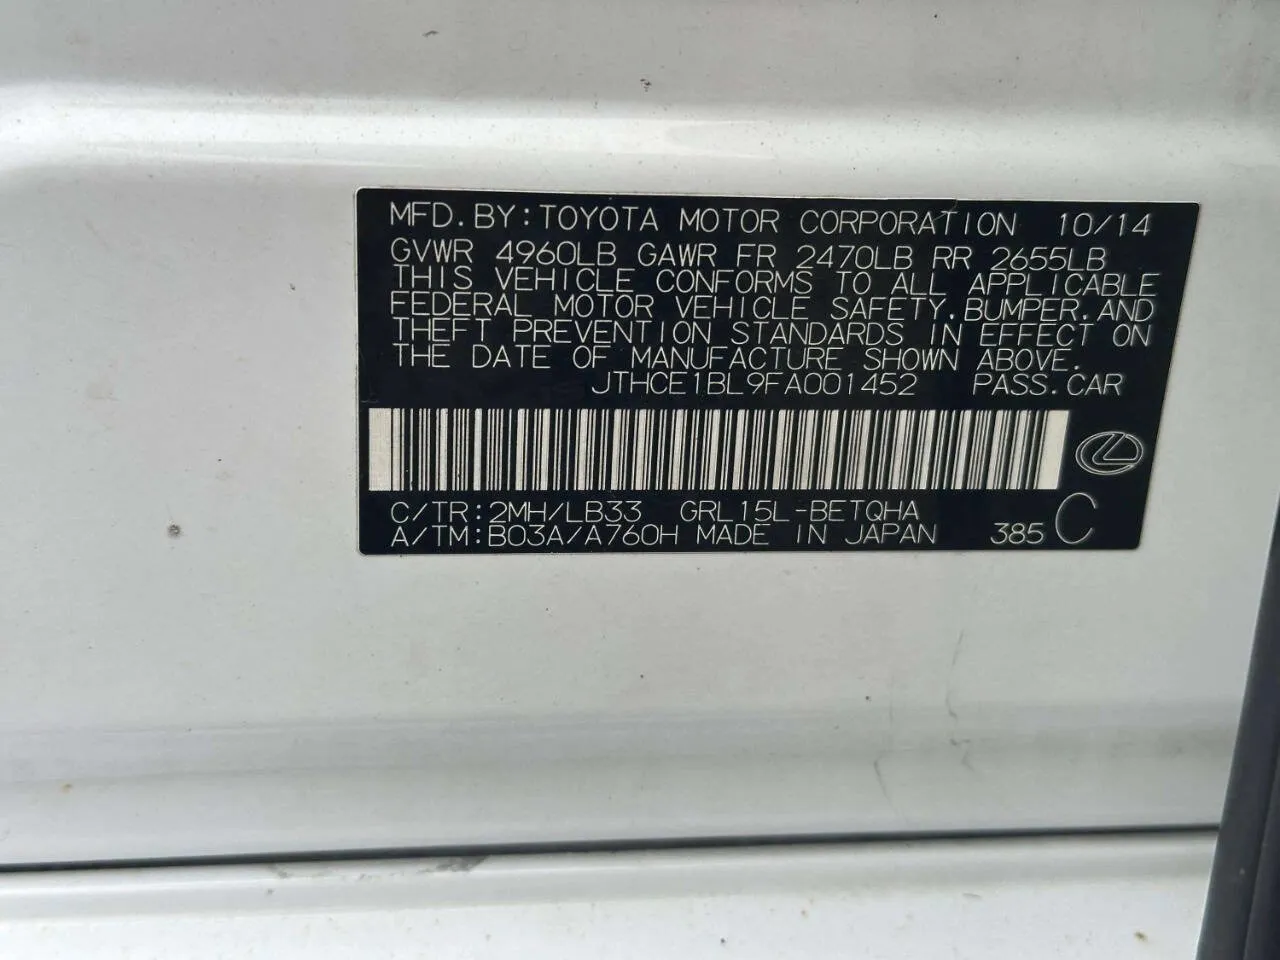 MFD.BY:TOYOTA MOTOR CORPORATION 10/14
GVWR 4960LB GAWR FR 2470LB RR 2655LB
THIS VEHICLE CONFORMS TO ALL APPLICABLE
FEDERAL MOTOR VEHICLE SAFETY.BUMPER.AND
THEFT PREVENTION STANDARDS IN EFFECT ON
THE DATE OF MANUFACTURE SHOWN ABOVE.
JTHCE1BL9FA001452 PASS.CAR
C/TR:2MH/LB33 GRL15L-BETQHA
A/TM:B03A/A760H MADE IN JAPAN 385 C